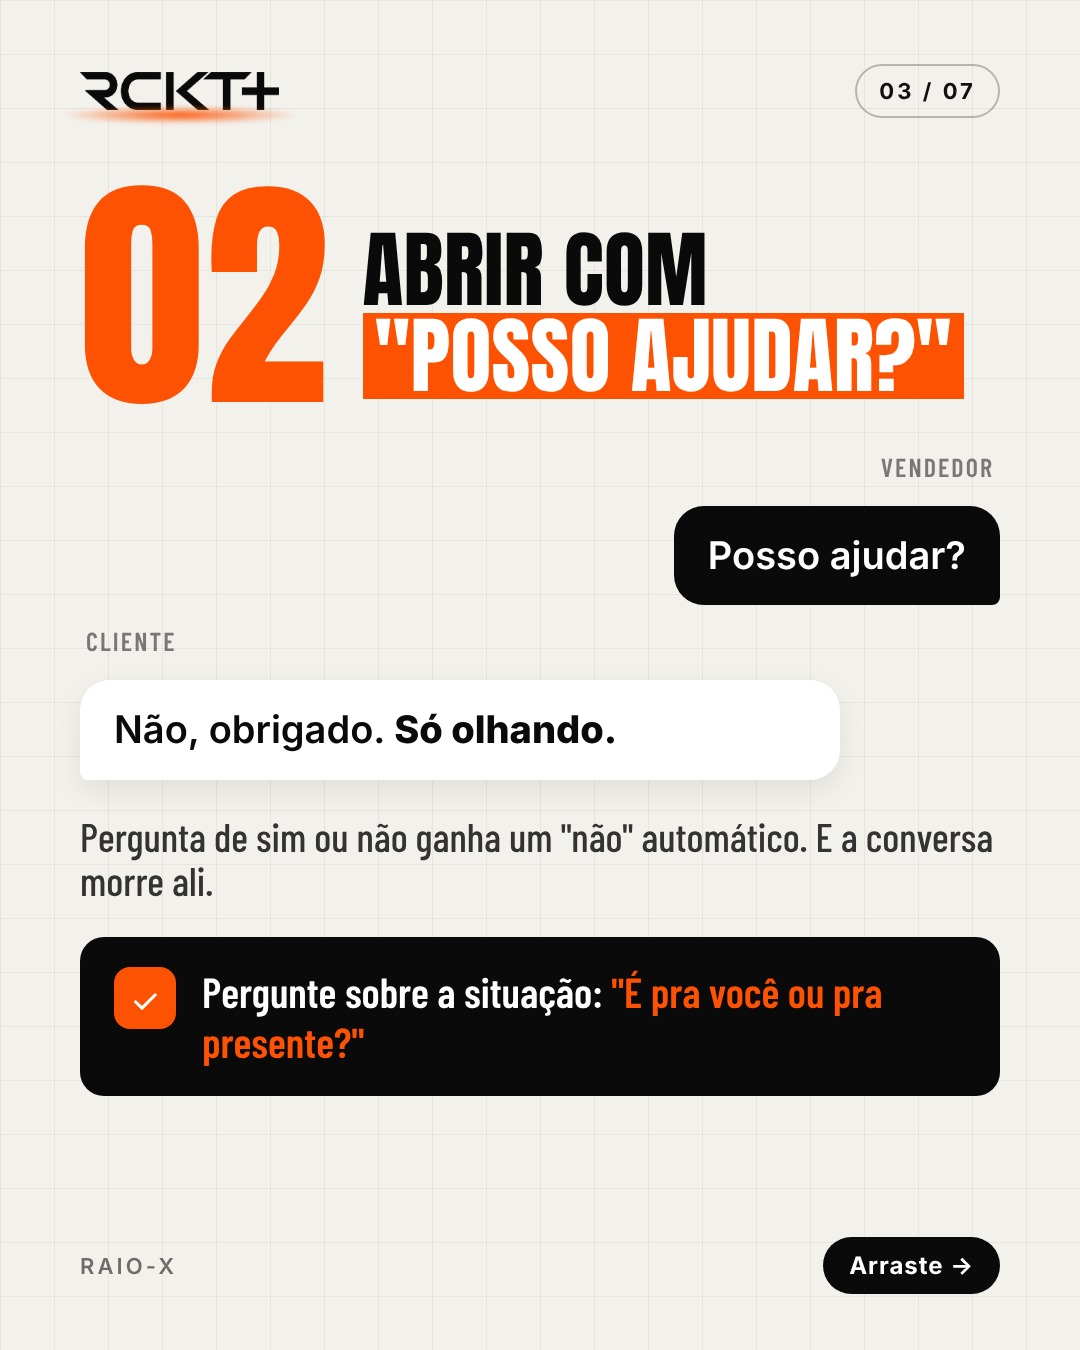 RCKT+
03 / 07
02
ABRIR COM
"POSSO AJUDAR?"
VENDEDOR
Posso ajudar?
CLIENTE
Não, obrigado. Só olhando.
Pergunta de sim ou não ganha um "não" automático. E a conversa
morre ali.
Pergunte sobre a situação: "É pra você ou pra
presente?"
RAIO-X
Arraste →